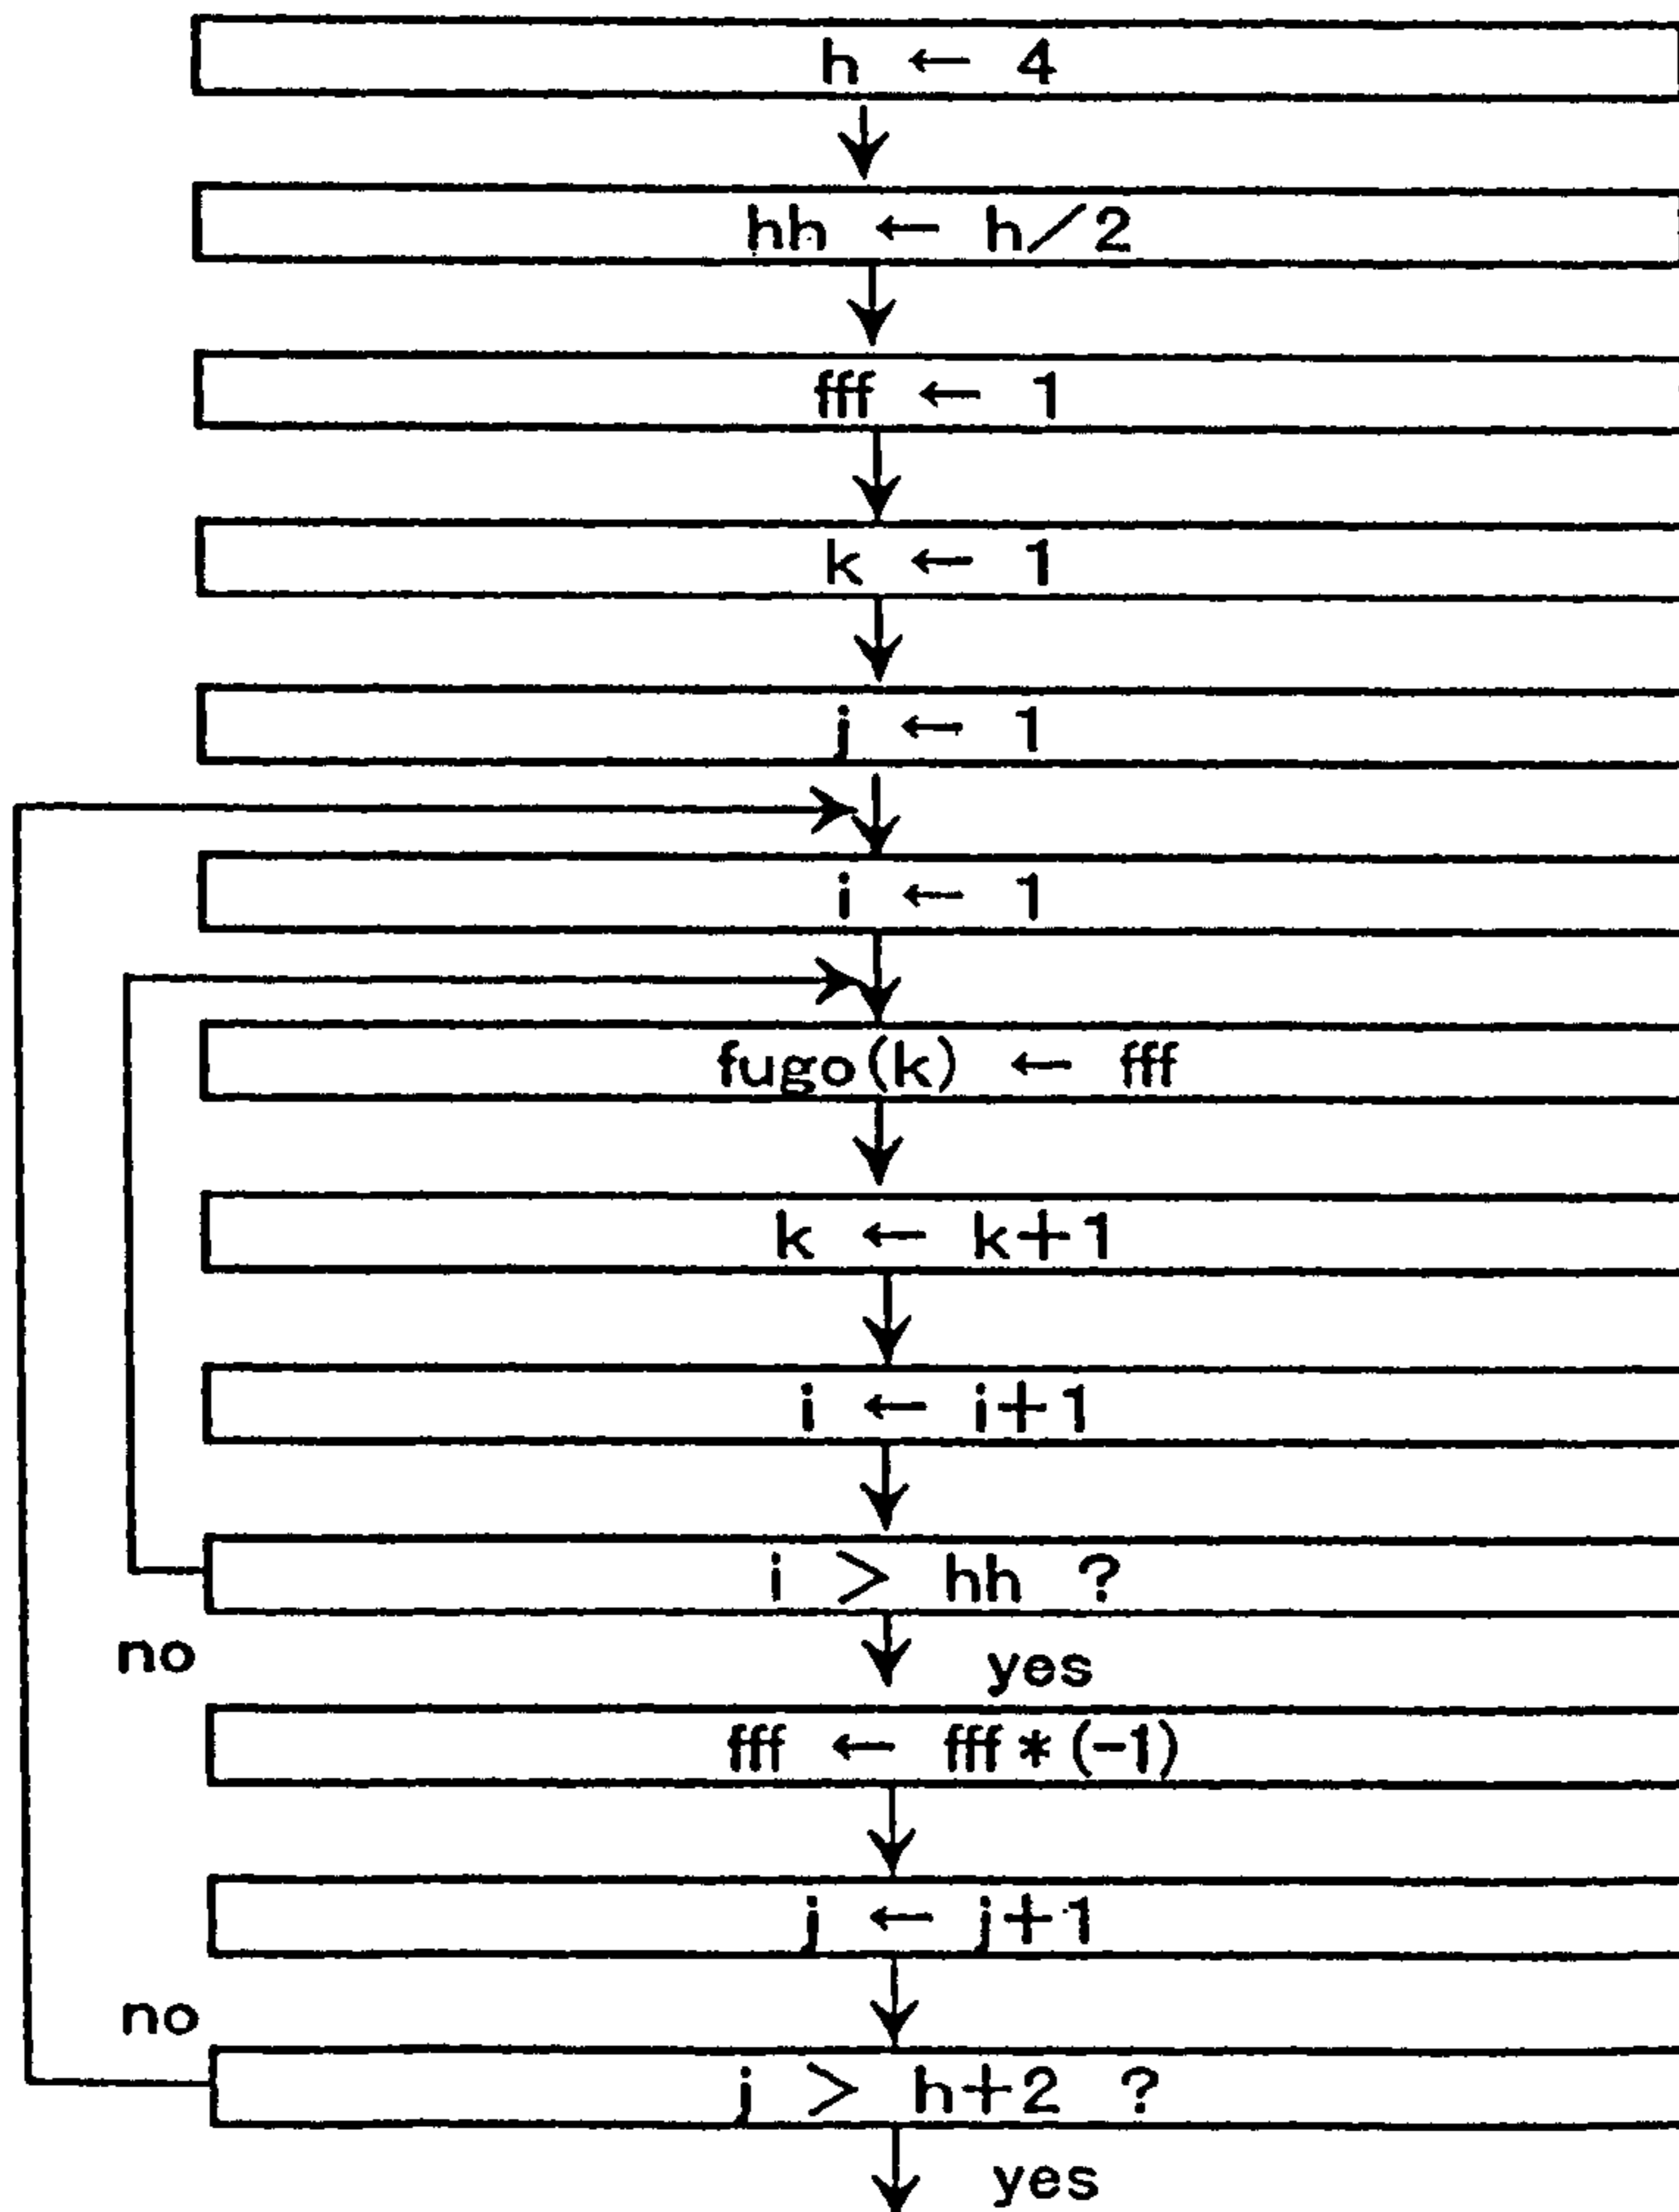 h ← 4
hh ← h/2
fff ← 1
k ← 1
j ← 1
i ← 1
fugo(k) ← fff
k ← k+1
i ← i+1
i > hh ?
no
yes
fff ← fff*(-1)
j ← j+1
no
j > h+2 ?
yes